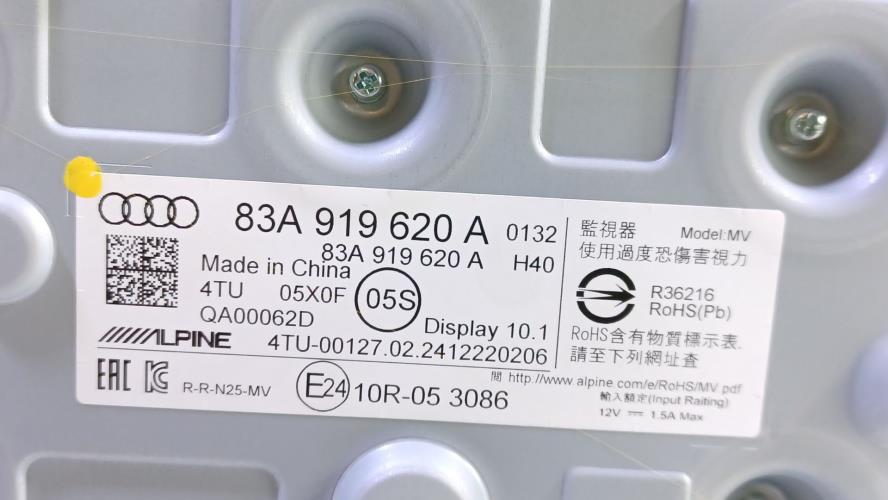 83A 919 620 A 0132
83A 919 620 A H40
Made in China
4TU 05X0F 05S
QA00062D
Display 10.1
ALPINE
4TU-00127.02.2412220206
EAC KC R-R-N25-MV E24 10R-05 3086
監視器 Model:MV
使用過度恐傷害視力
R36216
RoHS(Pb)
RoHS含有物質標示表.
請至下列網址查
閱 http://www.alpine.com/e/RoHS/MV.pdf
輸入額定(Input Raiting)
12V ⎓ 1.5A Max